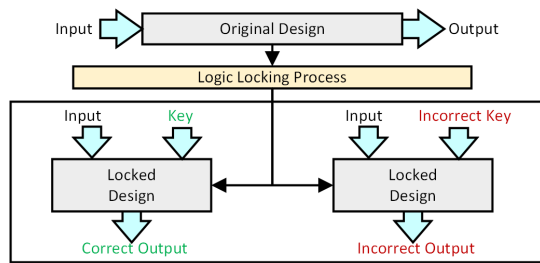 Input
Original Design
Output
Logic Locking Process
Input
Key
Input
Incorrect Key
Locked
Design
Locked
Design
Correct Output
Incorrect Output